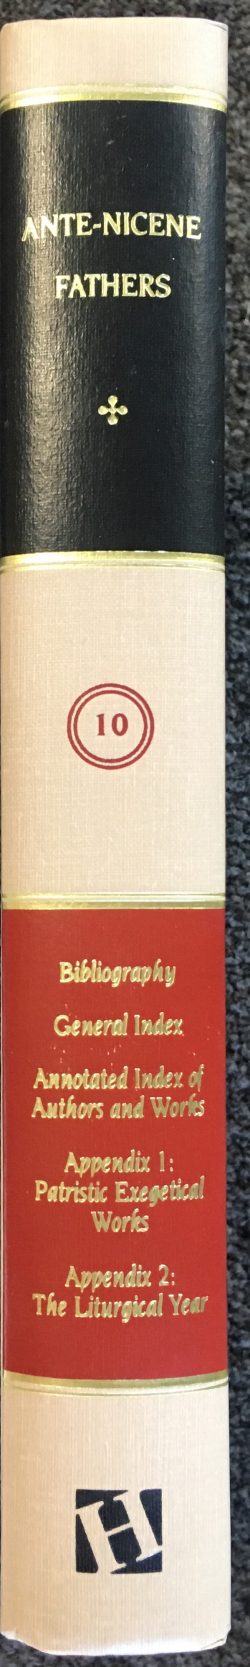 ANTE-NICENE
FATHERS
10
Bibliography
General Index
Annotated Index of
Authors and Works
Appendix 1:
Patristic Exegetical
Works
Appendix 2:
The Liturgical Year
H